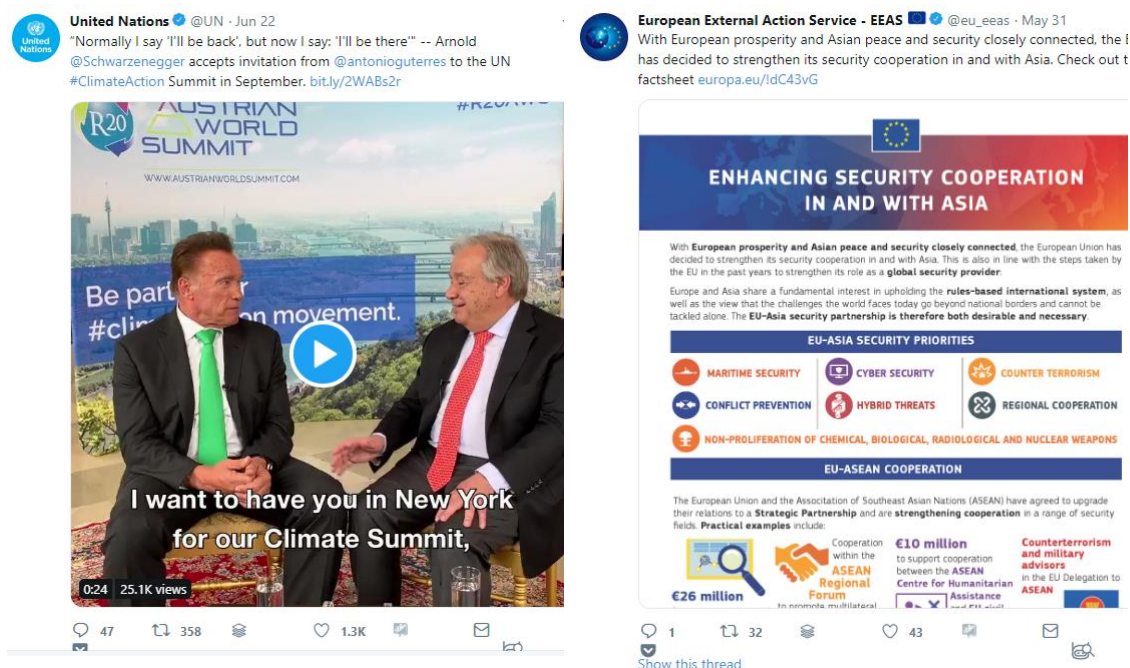 United Nations @UN · Jun 22
"Normally I say 'I'll be back', but now I say: 'I'll be there'" -- Arnold
@Schwarzenegger accepts invitation from @antonioguterres to the UN
#ClimateAction Summit in September. bit.ly/2WABs2r
United
Nations
R20
AUSTRIAN
WORLD
SUMMIT
WWW.AUSTRIANWORLDSUMMIT.COM
Be part
movement.
I want to have you in New York
for our Climate Summit,
0:24 25.1K views
47 358 1.3K
European External Action Service - EEAS @eu_eeas · May 31
With European prosperity and Asian peace and security closely connected, the E
has decided to strengthen its security cooperation in and with Asia. Check out t
factsheet europa.eu/!dC43vG
ENHANCING SECURITY COOPERATION
IN AND WITH ASIA
With European prosperity and Asian peace and security closely connected, the European Union has
decided to strengthen its security cooperation in and with Asia. This is also in line with the steps taken by
the EU in the past years to strengthen its role as a global security provider.
Europe and Asia share a fundamental interest in upholding the rules-based international system, as
well as the view that the challenges the world faces today go beyond national borders and cannot be
tackled alone. The EU-Asia security partnership is therefore both desirable and necessary.
EU-ASIA SECURITY PRIORITIES
MARITIME SECURITY CYBER SECURITY COUNTER TERRORISM
CONFLICT PREVENTION HYBRID THREATS REGIONAL COOPERATION
NON-PROLIFERATION OF CHEMICAL, BIOLOGICAL, RADIOLOGICAL AND NUCLEAR WEAPONS
EU-ASEAN COOPERATION
The European Union and the Association of Southeast Asian Nations (ASEAN) have agreed to upgrade
their relations to a Strategic Partnership and are strengthening cooperation in a range of security
fields. Practical examples include:
€26 million
Cooperation
within the
ASEAN
Regional
Forum
to promote multilateral
€10 million
to support cooperation
between the ASEAN
Centre for Humanitarian
Assistance
and EU civil
Counterterrorism
and military
advisors
in the EU Delegation to
ASEAN
1 32 43
Show this thread